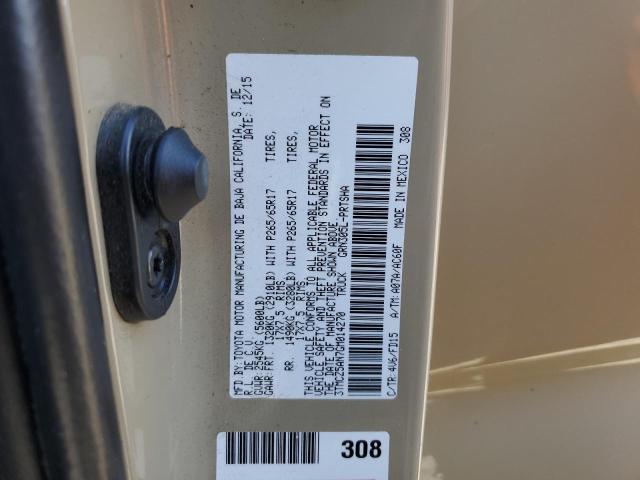 MFD BY:TOYOTA MOTOR MANUFACTURING DE BAJA CALIFORNIA, S. DE
R.L. DE C.V. DATE: 12/15
GVWR:2545KG (5600LB)
GAWR:FRT. 1320KG (2910LB) WITH P265/65R17 TIRES,
17X7.5 RIMS
RR. 1490KG (3280LB) WITH P265/65R17 TIRES,
17X7.5 RIMS
THIS VEHICLE CONFORMS TO ALL APPLICABLE FEDERAL MOTOR
VEHICLE SAFETY AND THEFT PREVENTION STANDARDS IN EFFECT ON
THE DATE OF MANUFACTURE SHOWN ABOVE.
3TMCZ5AN7GM014270 TRUCK GRN305L-PRTSHA
C/TR:4V6/FD15 A/TM:A07A/AC60F MADE IN MEXICO 308
308